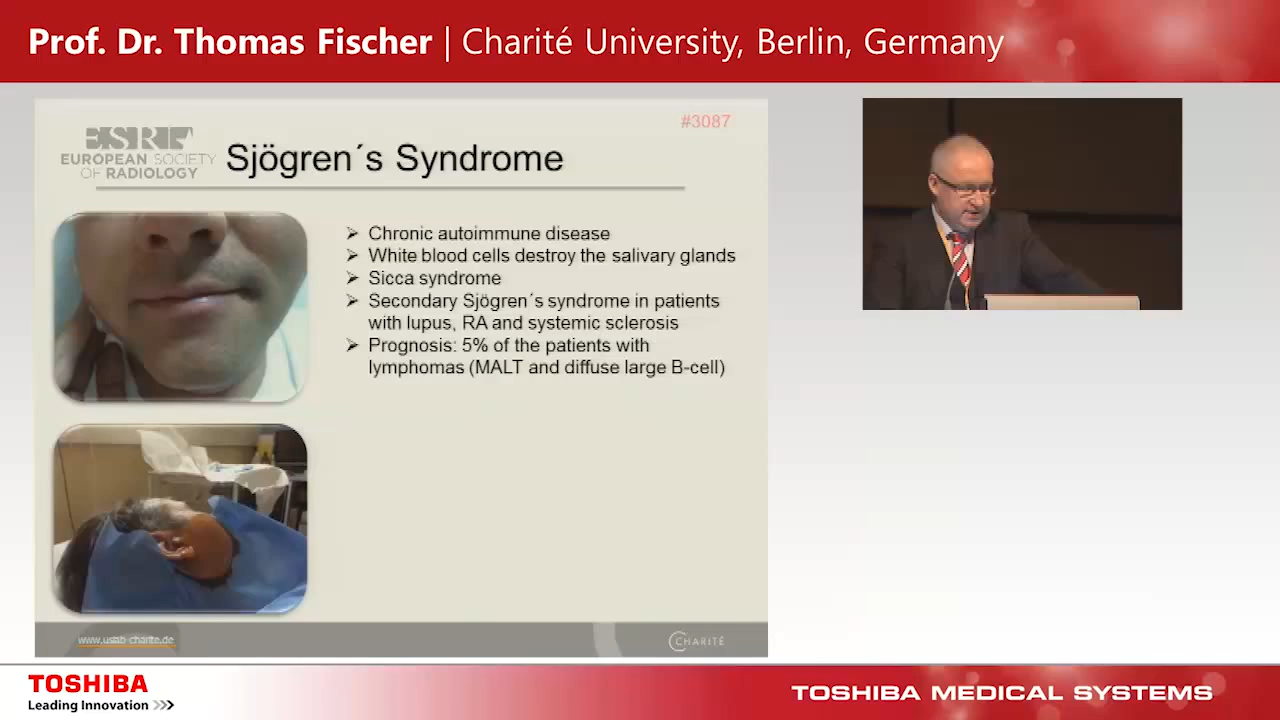 Prof. Dr. Thomas Fischer | Charité University, Berlin, Germany
#3087
ESR
EUROPEAN SOCIETY
OF RADIOLOGY
Sjögren´s Syndrome
➢ Chronic autoimmune disease
➢ White blood cells destroy the salivary glands
➢ Sicca syndrome
➢ Secondary Sjögren´s syndrome in patients
with lupus, RA and systemic sclerosis
➢ Prognosis: 5% of the patients with
lymphomas (MALT and diffuse large B-cell)
www.uslab-charite.de
CHARITÉ
TOSHIBA
Leading Innovation >>>
TOSHIBA MEDICAL SYSTEMS